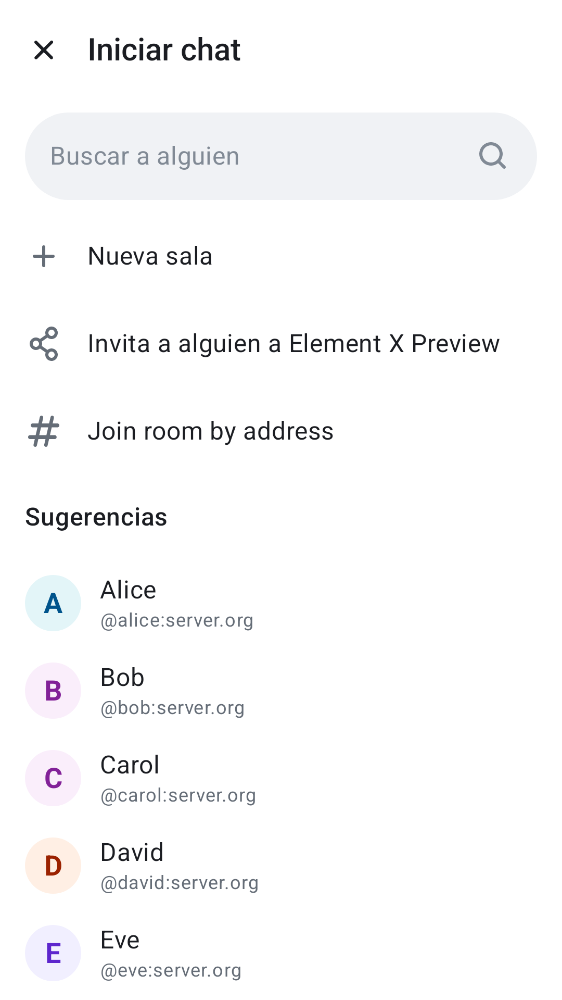 Iniciar chat
Buscar a alguien
Nueva sala
Invita a alguien a Element X Preview
Join room by address
Sugerencias
A
Alice
@alice:server.org
B
Bob
@bob:server.org
C
Carol
@carol:server.org
D
David
@david:server.org
E
Eve
@eve:server.org